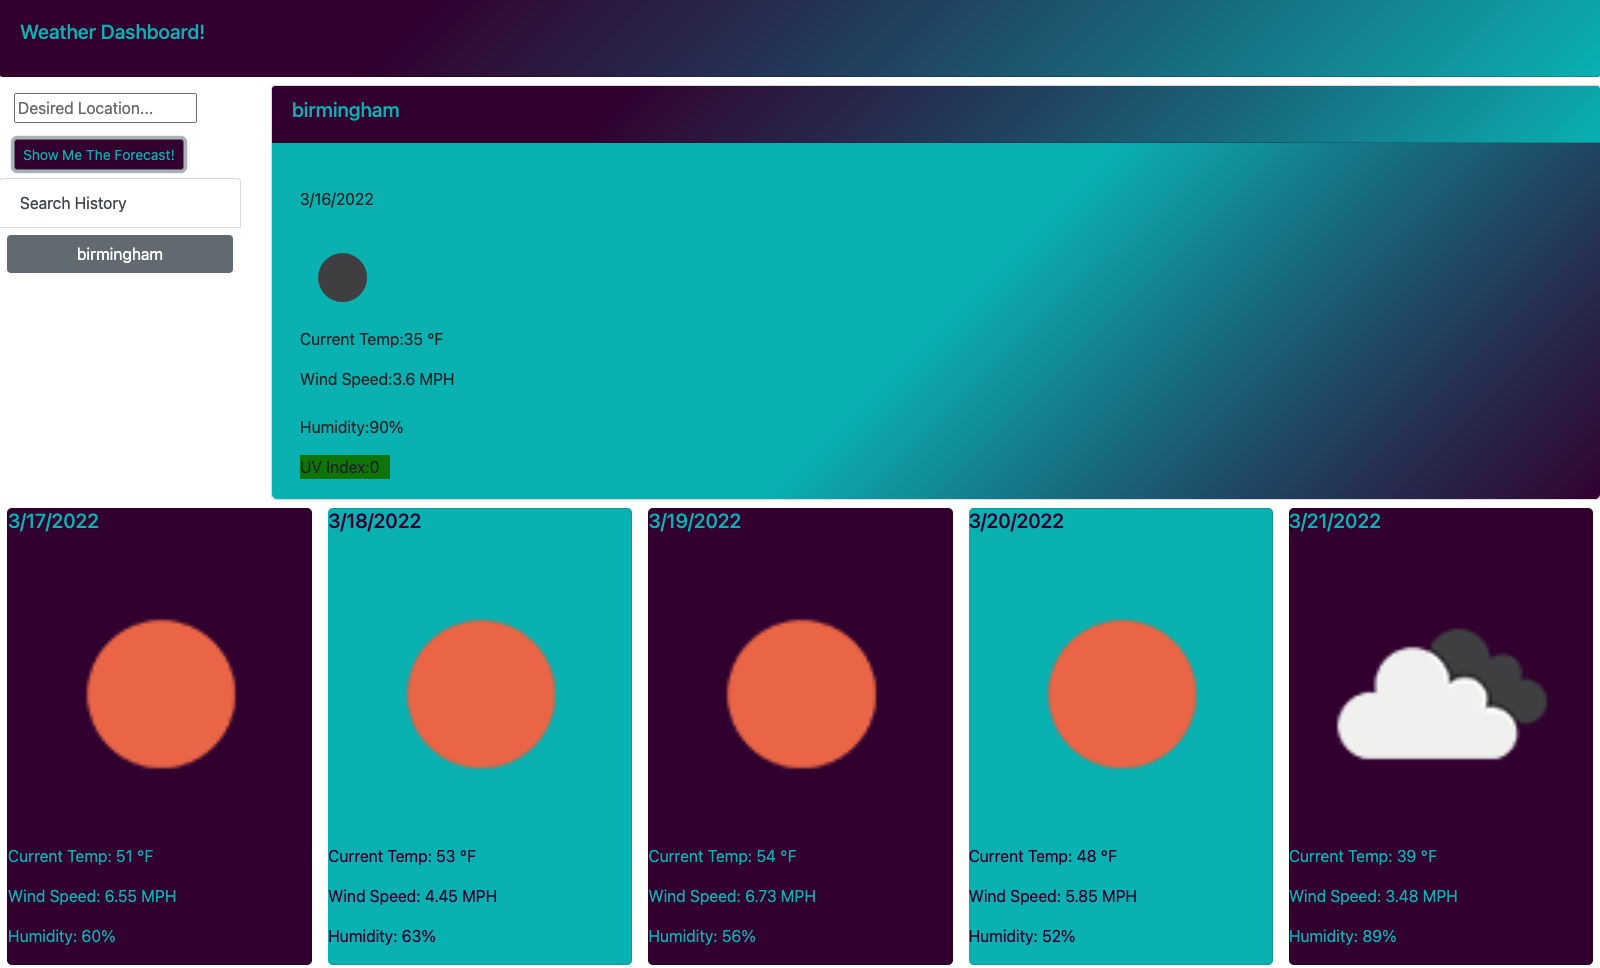 Weather Dashboard!
Desired Location...
Show Me The Forecast!
Search History
birmingham
birmingham
3/16/2022
Current Temp:35 °F
Wind Speed:3.6 MPH
Humidity:90%
UV Index:0
3/17/2022
Current Temp: 51 °F
Wind Speed: 6.55 MPH
Humidity: 60%
3/18/2022
Current Temp: 53 °F
Wind Speed: 4.45 MPH
Humidity: 63%
3/19/2022
Current Temp: 54 °F
Wind Speed: 6.73 MPH
Humidity: 56%
3/20/2022
Current Temp: 48 °F
Wind Speed: 5.85 MPH
Humidity: 52%
3/21/2022
Current Temp: 39 °F
Wind Speed: 3.48 MPH
Humidity: 89%